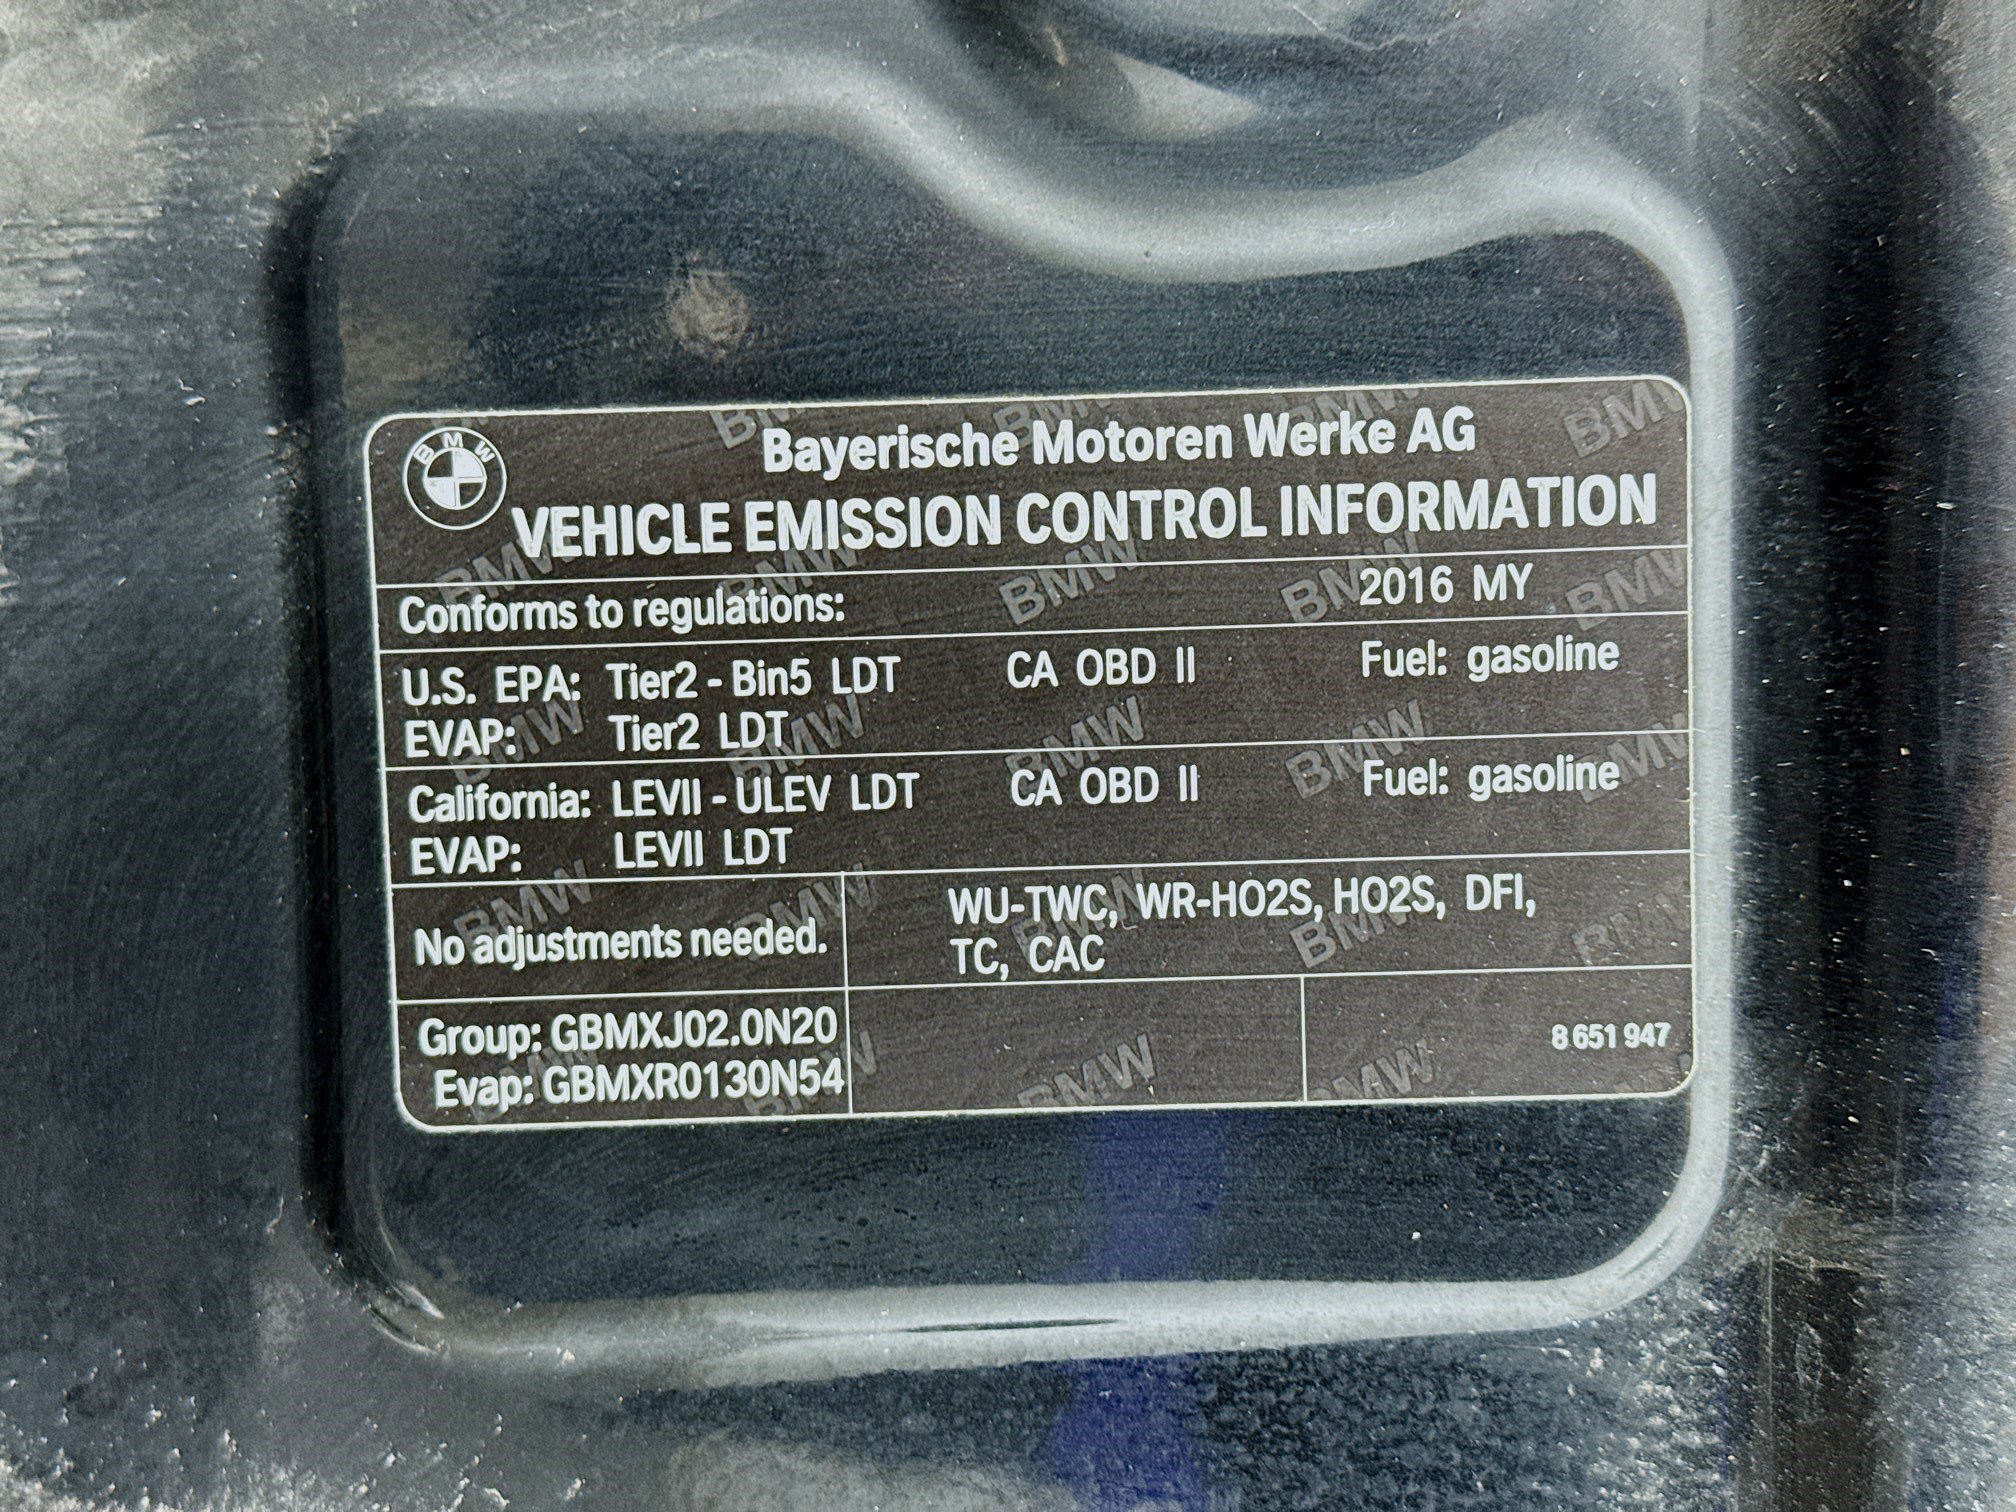 BMW
Bayerische Motoren Werke AG
VEHICLE EMISSION CONTROL INFORMATION
Conforms to regulations: 2016 MY
U.S. EPA: Tier2 - Bin5 LDT CA OBD II Fuel: gasoline
EVAP: Tier2 LDT
California: LEVII - ULEV LDT CA OBD II Fuel: gasoline
EVAP: LEVII LDT
No adjustments needed.
WU-TWC, WR-HO2S, HO2S, DFI,
TC, CAC
Group: GBMXJ02.0N20
Evap: GBMXR0130N54
8 651 947